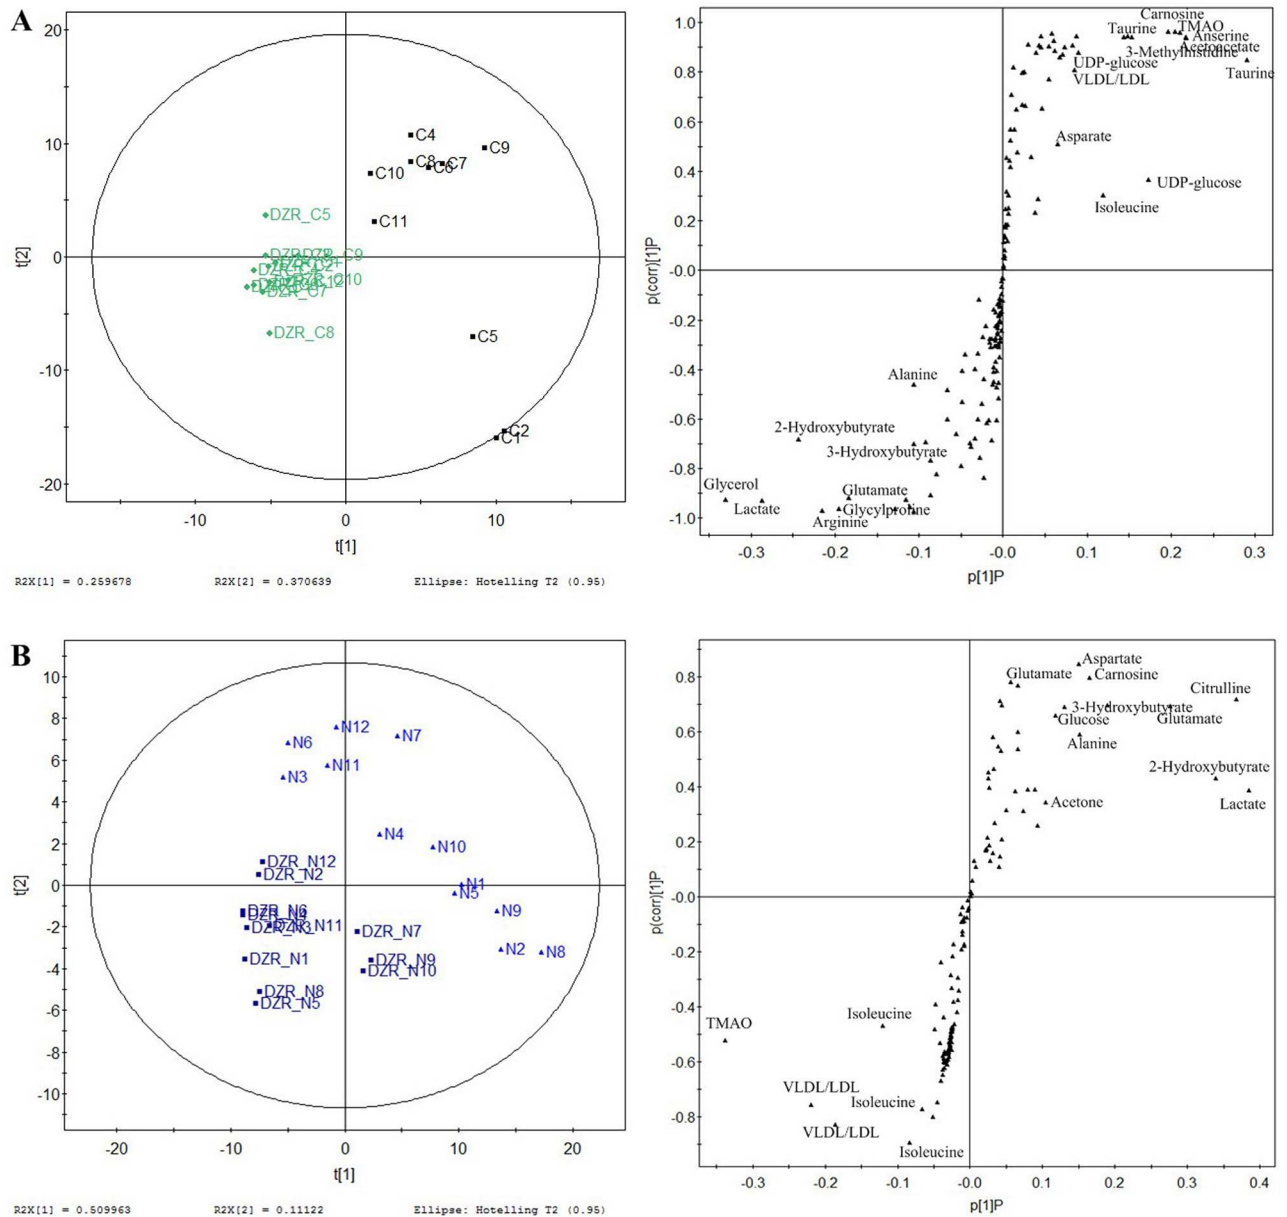 A
20
10
0
-10
-20
t[2]
C4
C9
C8
C6
C7
C10
C11
DZR_C5
DZR_C7
DZR_C8
C5
C2
C1
-10
0
10
t[1]
R2X[1] = 0.259678
R2X[2] = 0.370639
Ellipse: Hotelling T2 (0.95)
1.0
0.8
0.6
0.4
0.2
-0.0
-0.2
-0.4
-0.6
-0.8
-1.0
p(corr)[1]P
Carnosine
Taurine
TMAO
Anserine
Acetoacetate
3-Methylhistidine
UDP-glucose
Taurine
VLDL/LDL
Asparate
UDP-glucose
Isoleucine
Alanine
2-Hydroxybutyrate
3-Hydroxybutyrate
Glycerol
Glutamate
Lactate
Glycylproline
Arginine
-0.3
-0.2
-0.1
-0.0
0.1
0.2
0.3
p[1]P
B
10
8
6
4
2
0
-2
-4
-6
-8
-10
t[2]
N12
N7
N6
N11
N3
N4
N10
DZR_N12
DZR_N2
N1
N5
DZR_N6
DZR_N4
N9
DZR_N3
DZR_N11
DZR_N7
N2
N8
DZR_N1
DZR_N9
DZR_N10
DZR_N8
DZR_N5
-20
-10
0
10
20
t[1]
R2X[1] = 0.509963
R2X[2] = 0.11122
Ellipse: Hotelling T2 (0.95)
0.8
0.6
0.4
0.2
-0.0
-0.2
-0.4
-0.6
-0.8
p(corr)[1]P
Aspartate
Glutamate
Carnosine
Citrulline
3-Hydroxybutyrate
Glucose
Glutamate
Alanine
2-Hydroxybutyrate
Acetone
Lactate
Isoleucine
TMAO
VLDL/LDL
Isoleucine
VLDL/LDL
Isoleucine
-0.3
-0.2
-0.1
-0.0
0.1
0.2
0.3
0.4
p[1]P